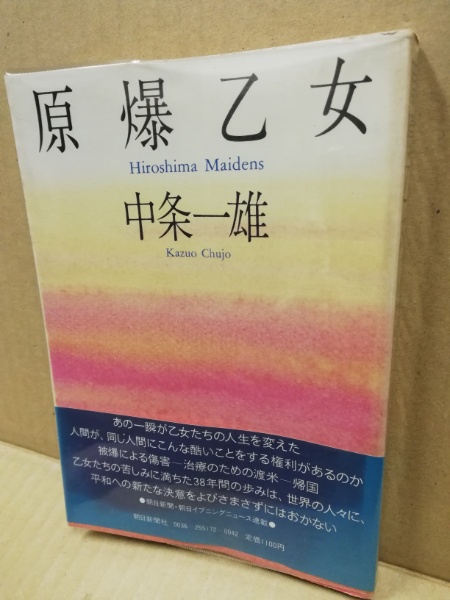 原爆乙女
Hiroshima Maidens
中条一雄
Kazuo Chujo
あの一瞬が乙女たちの人生を変えた
人間が、同じ人間にこんな酷いことをする権利があるのか
被爆による傷害―治療のための渡米―帰国
乙女たちの苦しみに満ちた38年間の歩みは、世界の人々に、
平和への新たな決意をよびさまさずにはおかない
●朝日新聞・朝日イブニングニュース連載●
朝日新聞社 0036-255172-0042 定価1100円